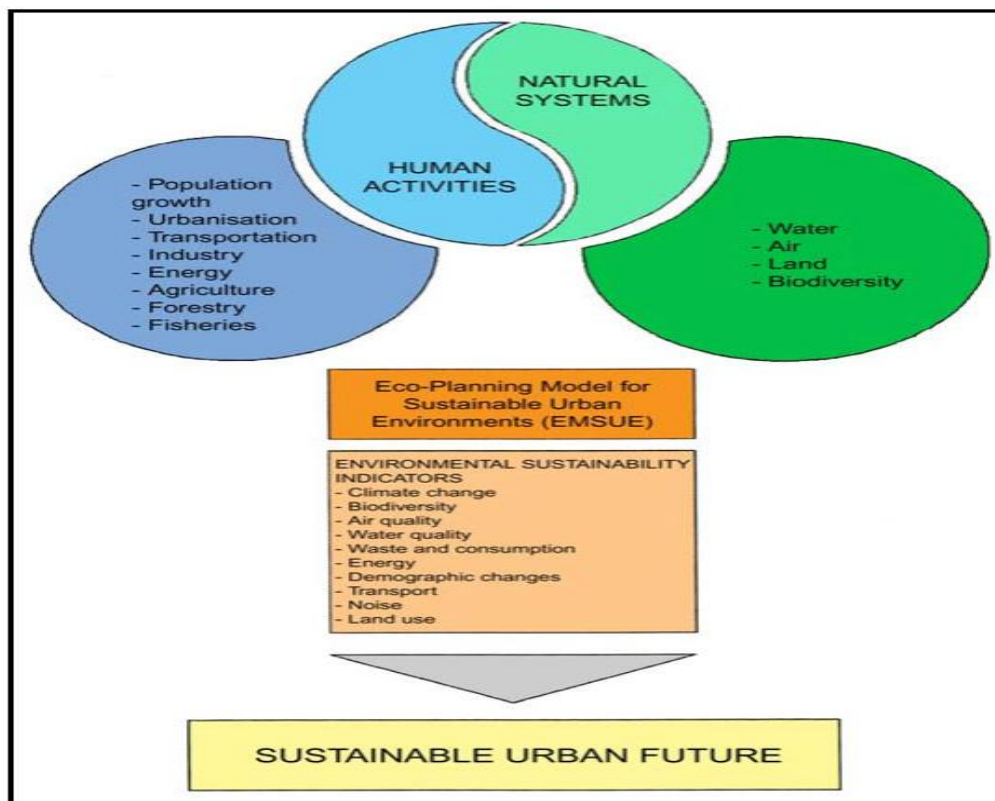 NATURAL
SYSTEMS
HUMAN
ACTIVITIES
- Population
growth
- Urbanisation
- Transportation
- Industry
- Energy
- Agriculture
- Forestry
- Fisheries
- Water
- Air
- Land
- Biodiversity
Eco-Planning Model for
Sustainable Urban
Environments (EMSUE)
ENVIRONMENTAL SUSTAINABILITY
INDICATORS
- Climate change
- Biodiversity
- Air quality
- Water quality
- Waste and consumption
- Energy
- Demographic changes
- Transport
- Noise
- Land use
SUSTAINABLE URBAN FUTURE